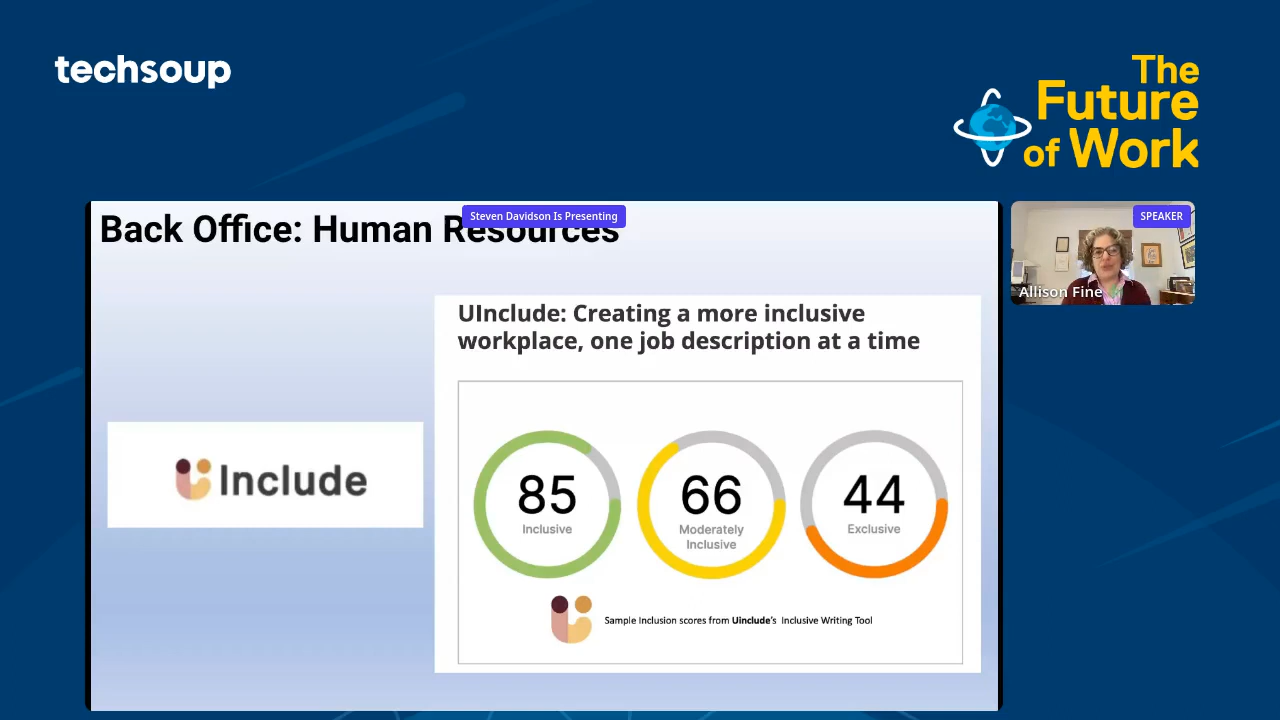 techsoup
The
Future
of Work
Steven Davidson Is Presenting
Back Office: Human Resources
SPEAKER
Allison Fine
UInclude: Creating a more inclusive
workplace, one job description at a time
Include
85
Inclusive
66
Moderately
Inclusive
44
Exclusive
Sample Inclusion scores from Uinclude's Inclusive Writing Tool